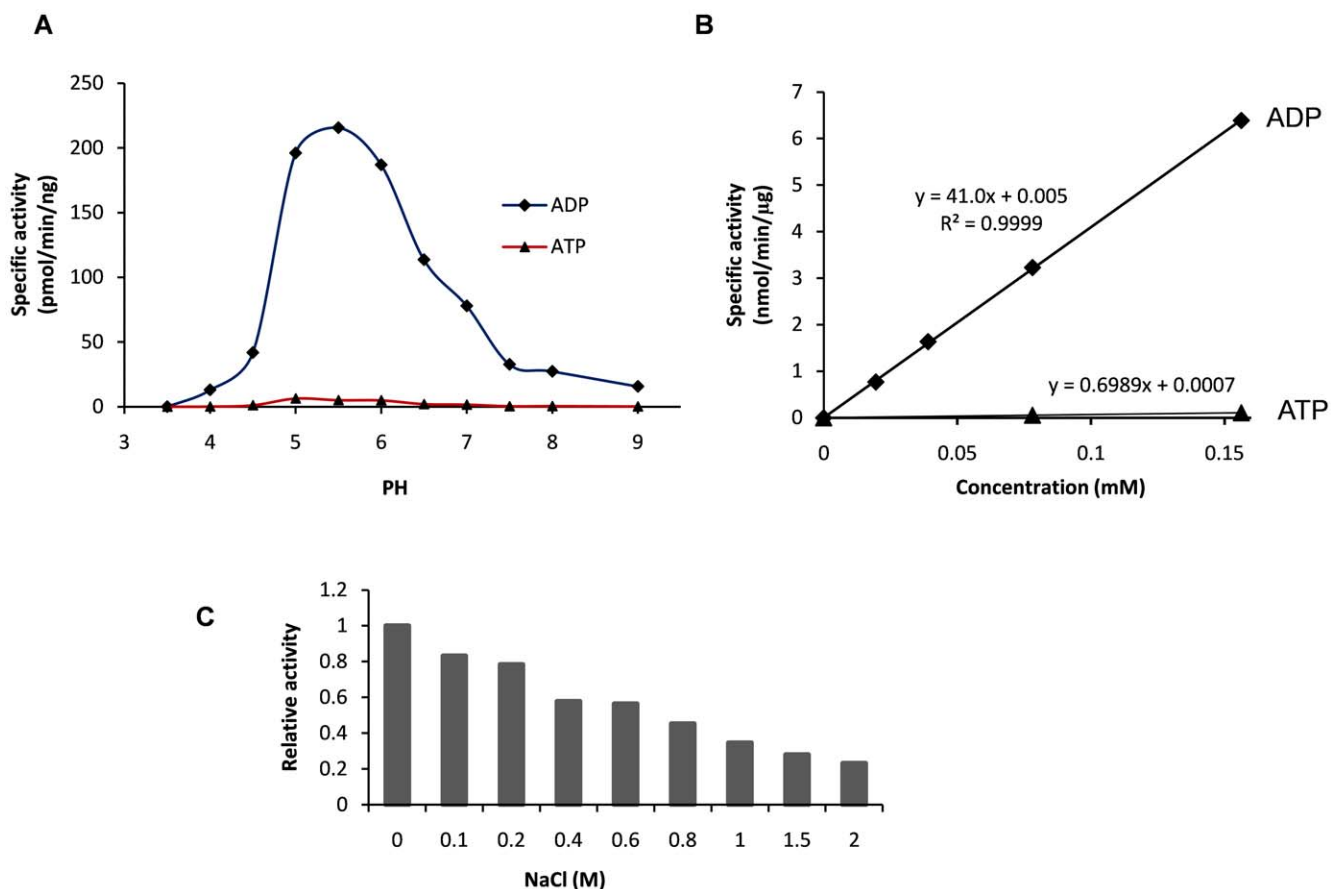 A
250
200
150
100
50
0
3 4 5 6 7 8 9
Specific activity
(pmol/min/ng)
PH
ADP
ATP
B
7
6
5
4
3
2
1
0
0 0.05 0.1 0.15
Specific activity
(nmol/min/µg)
Concentration (mM)
y = 41.0x + 0.005
R² = 0.9999
ADP
y = 0.6989x + 0.0007
ATP
C
1.2
1
0.8
0.6
0.4
0.2
0
0 0.1 0.2 0.4 0.6 0.8 1 1.5 2
Relative activity
NaCl (M)